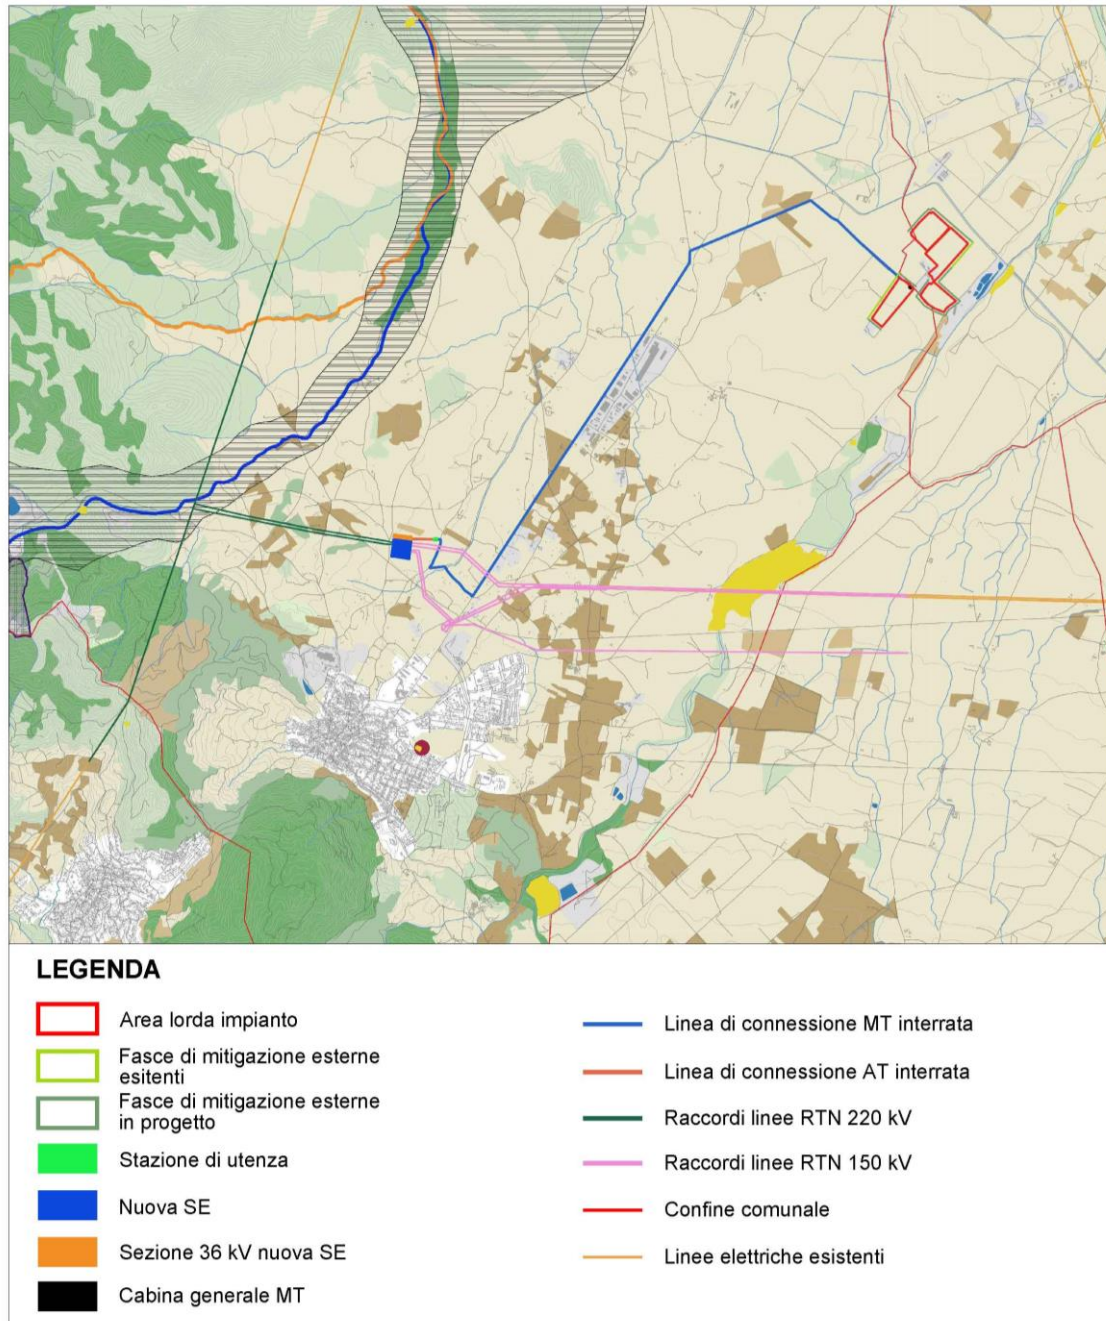 LEGENDA
Area lorda impianto
Fasce di mitigazione esterne
esitenti
Fasce di mitigazione esterne
in progetto
Stazione di utenza
Nuova SE
Sezione 36 kV nuova SE
Cabina generale MT
Linea di connessione MT interrata
Linea di connessione AT interrata
Raccordi linee RTN 220 kV
Raccordi linee RTN 150 kV
Confine comunale
Linee elettriche esistenti